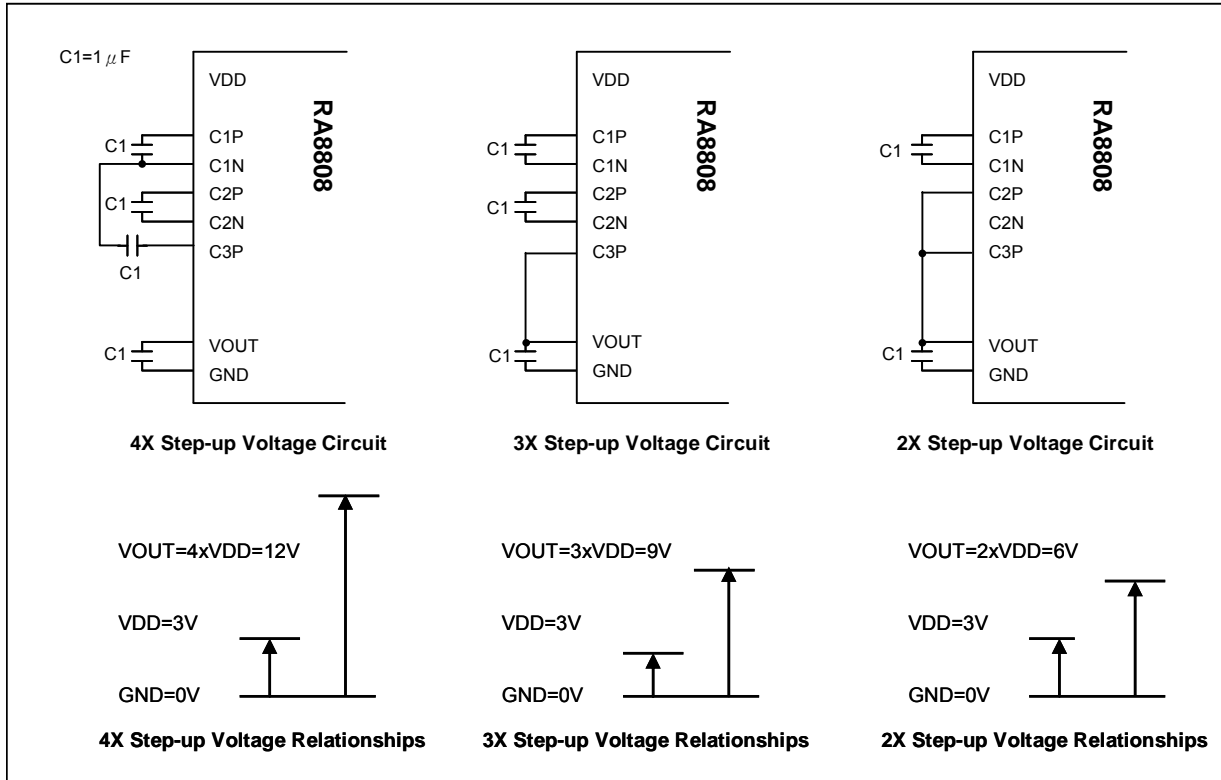 C1=1μF
VDD
C1P
C1
C1N
C2P
C1
C2N
C3P
C1
VOUT
C1
GND
RA8808
4X Step-up Voltage Circuit
VDD
C1P
C1
C1N
C2P
C1
C2N
C3P
VOUT
C1
GND
RA8808
3X Step-up Voltage Circuit
VDD
C1P
C1
C1N
C2P
C2N
C3P
VOUT
C1
GND
RA8808
2X Step-up Voltage Circuit
VOUT=4xVDD=12V
VDD=3V
GND=0V
4X Step-up Voltage Relationships
VOUT=3xVDD=9V
VDD=3V
GND=0V
3X Step-up Voltage Relationships
VOUT=2xVDD=6V
VDD=3V
GND=0V
2X Step-up Voltage Relationships